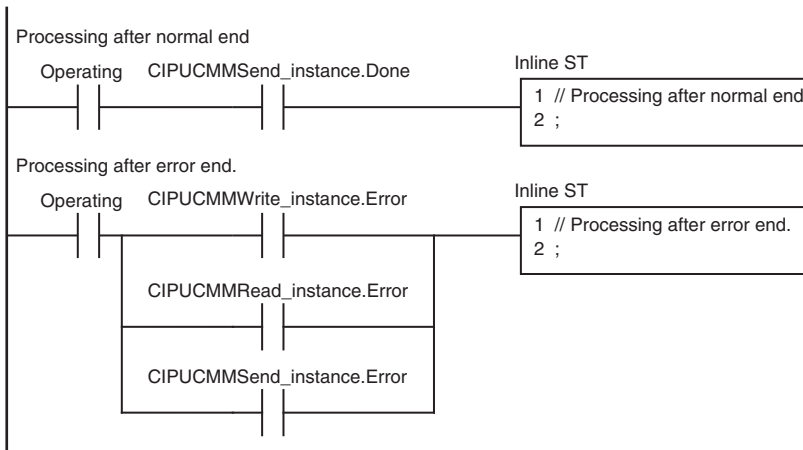 Processing after normal end
Operating CIPUCMMSend_instance.Done
Inline ST
1 // Processing after normal end
2 ;
Processing after error end.
Operating CIPUCMMWrite_instance.Error
Inline ST
1 // Processing after error end.
2 ;
CIPUCMMRead_instance.Error
CIPUCMMSend_instance.Error